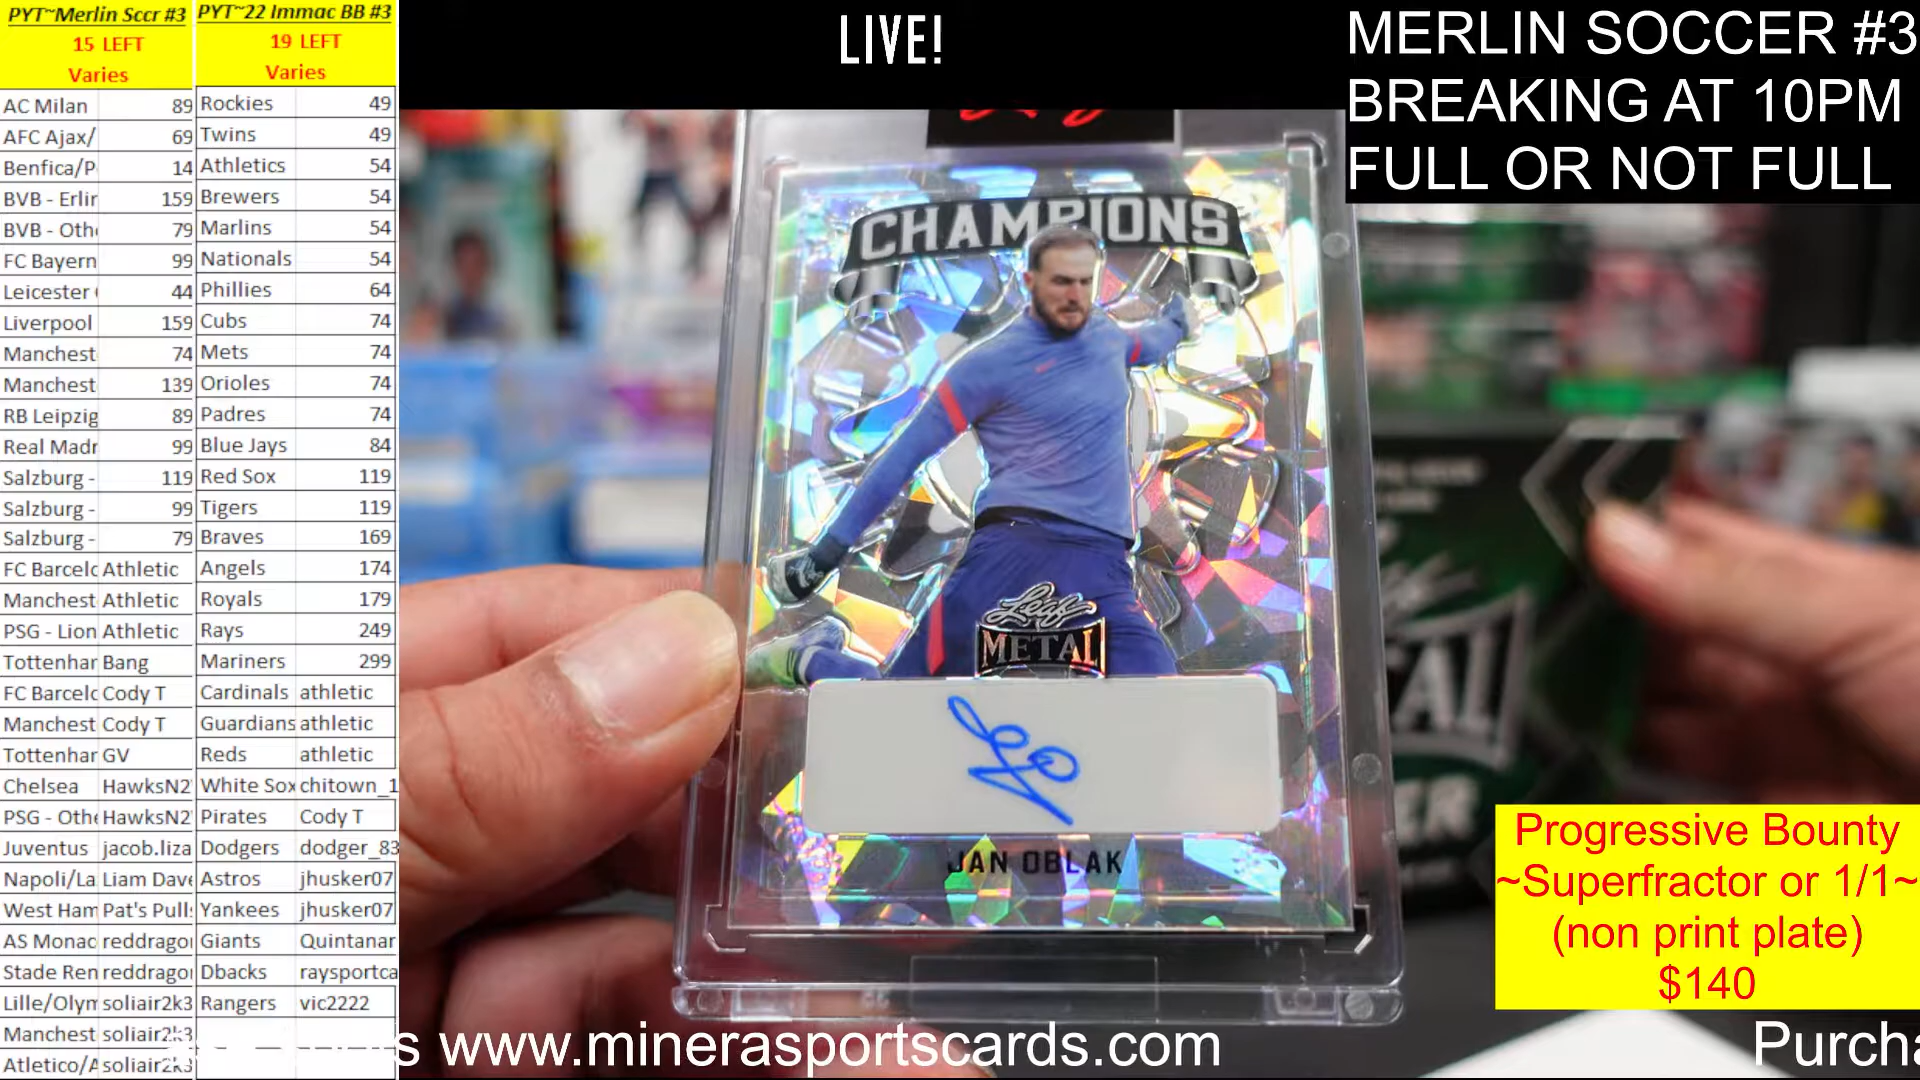 PYT~Merlin Sccr #3
15 LEFT
Varies
AC Milan 89
AFC Ajax/ 69
Benfica/P 14
BVB - Erlir 159
BVB - Oth 79
FC Bayern 99
Leicester 44
Liverpool 159
Manchest 74
Manchest 139
RB Leipzig 89
Real Madr 99
Salzburg - 119
Salzburg - 99
Salzburg - 79
FC Barcelc Athletic
Manchest Athletic
PSG - Lion Athletic
Tottenhar Bang
FC Barcelc Cody T
Manchest Cody T
Tottenhar GV
Chelsea HawksN2
PSG - Othe HawksN2
Juventus jacob.liza
Napoli/La Liam Dave
West Ham Pat's Pull
AS Monac reddrago
Stade Ren reddrago
Lille/Olym soliair2k3
Manchest soliair2k3
Atletico/A soliair2k3
PYT~22 Immac BB #3
19 LEFT
Varies
Rockies 49
Twins 49
Athletics 54
Brewers 54
Marlins 54
Nationals 54
Phillies 64
Cubs 74
Mets 74
Orioles 74
Padres 74
Blue Jays 84
Red Sox 119
Tigers 119
Braves 169
Angels 174
Royals 179
Rays 249
Mariners 299
Cardinals athletic
Guardians athletic
Reds athletic
White Sox chitown_1
Pirates Cody T
Dodgers dodger_83
Astros jhusker07
Yankees jhusker07
Giants Quintanar
Dbacks raysportca
Rangers vic2222
LIVE!
MERLIN SOCCER #3
BREAKING AT 10PM
FULL OR NOT FULL
CHAMPIONS
Leaf
METAL
JAN OBLAK
Progressive Bounty
~Superfractor or 1/1~
(non print plate)
$140
www.minerasportscards.com
Purcha